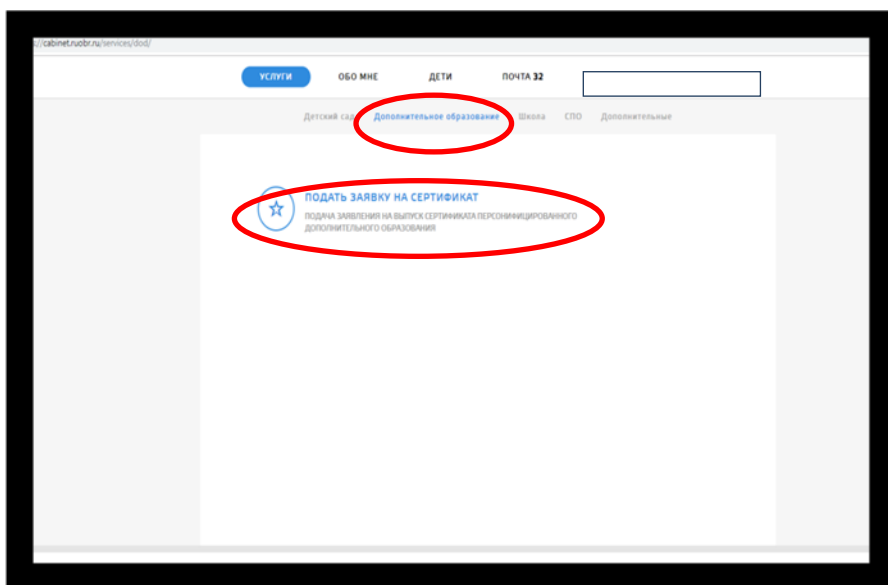 ://cabinet.ruobr.ru/services/dod/
УСЛУГИ ОБО МНЕ ДЕТИ ПОЧТА 32
Детский сад Дополнительное образование Школа СПО Дополнительные
ПОДАТЬ ЗАЯВКУ НА СЕРТИФИКАТ
ПОДАЧА ЗАЯВЛЕНИЯ НА ВЫПУСК СЕРТИФИКАТА ПЕРСОНИФИЦИРОВАННОГО
ДОПОЛНИТЕЛЬНОГО ОБРАЗОВАНИЯ